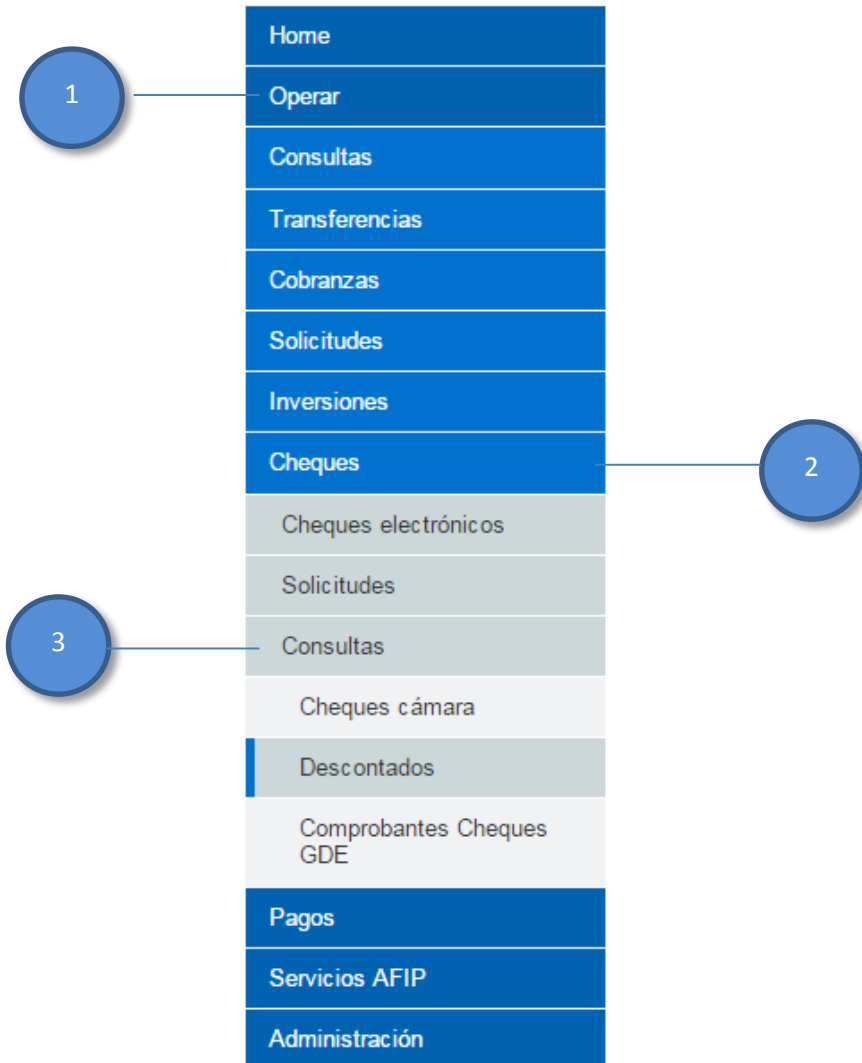 Home
1
Operar
Consultas
Transferencias
Cobranzas
Solicitudes
Inversiones
Cheques
2
Cheques electrónicos
Solicitudes
3
Consultas
Cheques cámara
Descontados
Comprobantes Cheques
GDE
Pagos
Servicios AFIP
Administración